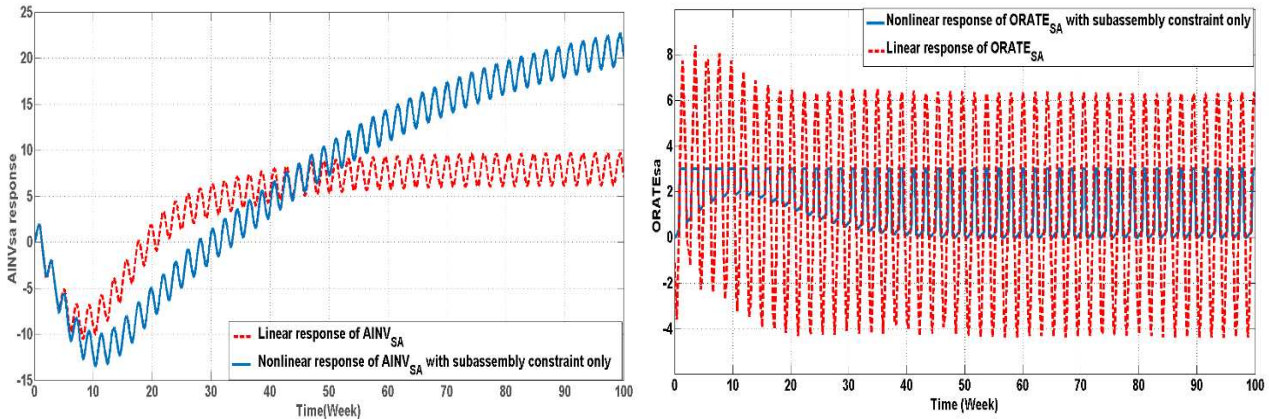 25
20
15
10
5
0
-5
-10
-15
AINVsa response
0 10 20 30 40 50 60 70 80 90 100
Time(Week)
Linear response of AINVSA
Nonlinear response of AINVSA with subassembly constraint only
Nonlinear response of ORATESA with subassembly constraint only
Linear response of ORATESA
8
6
4
2
0
-2
-4
ORATEsa
0 10 20 30 40 50 60 70 80 90 100
Time (Week)